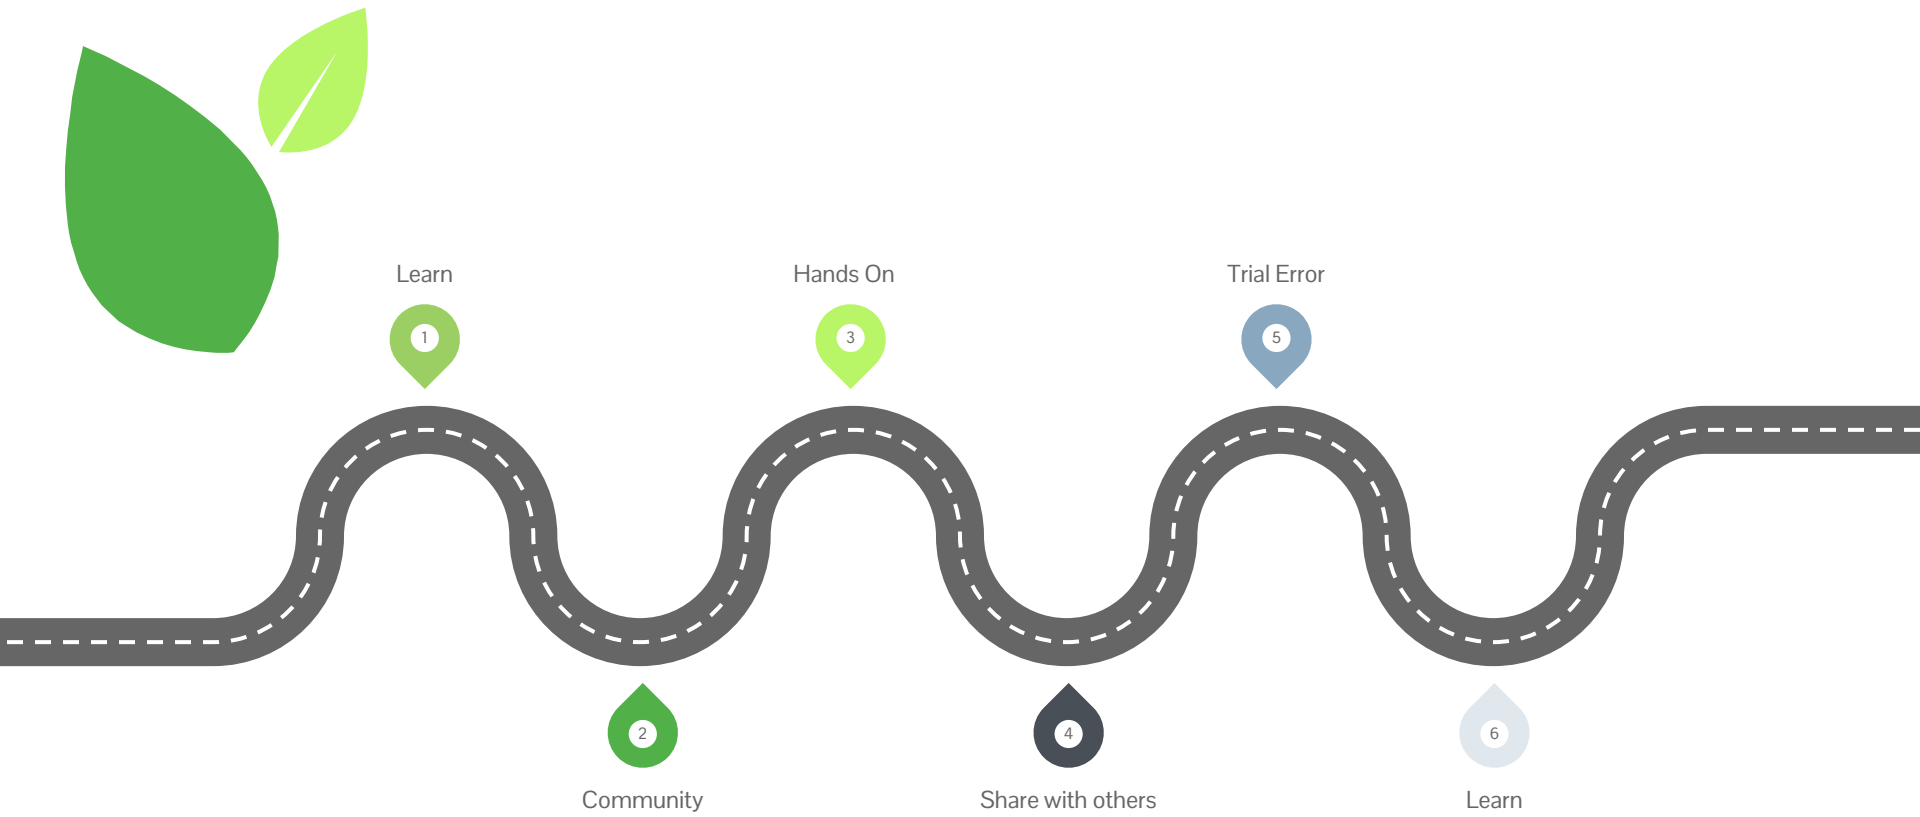 Learn
1
2
Community
Hands On
3
4
Share with others
Trial Error
5
6
Learn